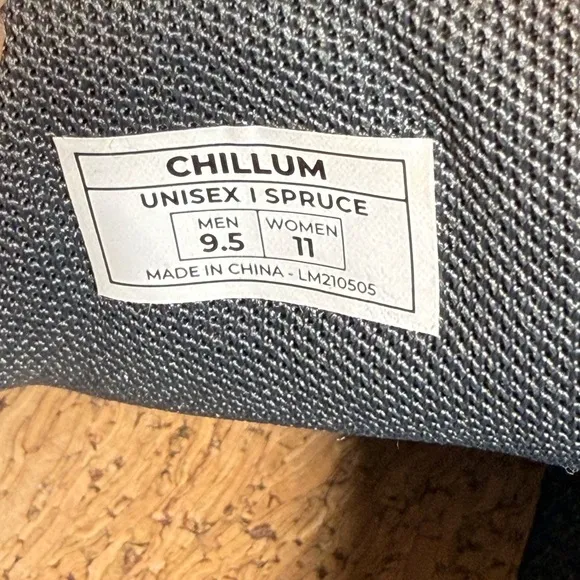 CHILLUM
UNISEX | SPRUCE
MEN WOMEN
9.5 11
MADE IN CHINA - LM210505